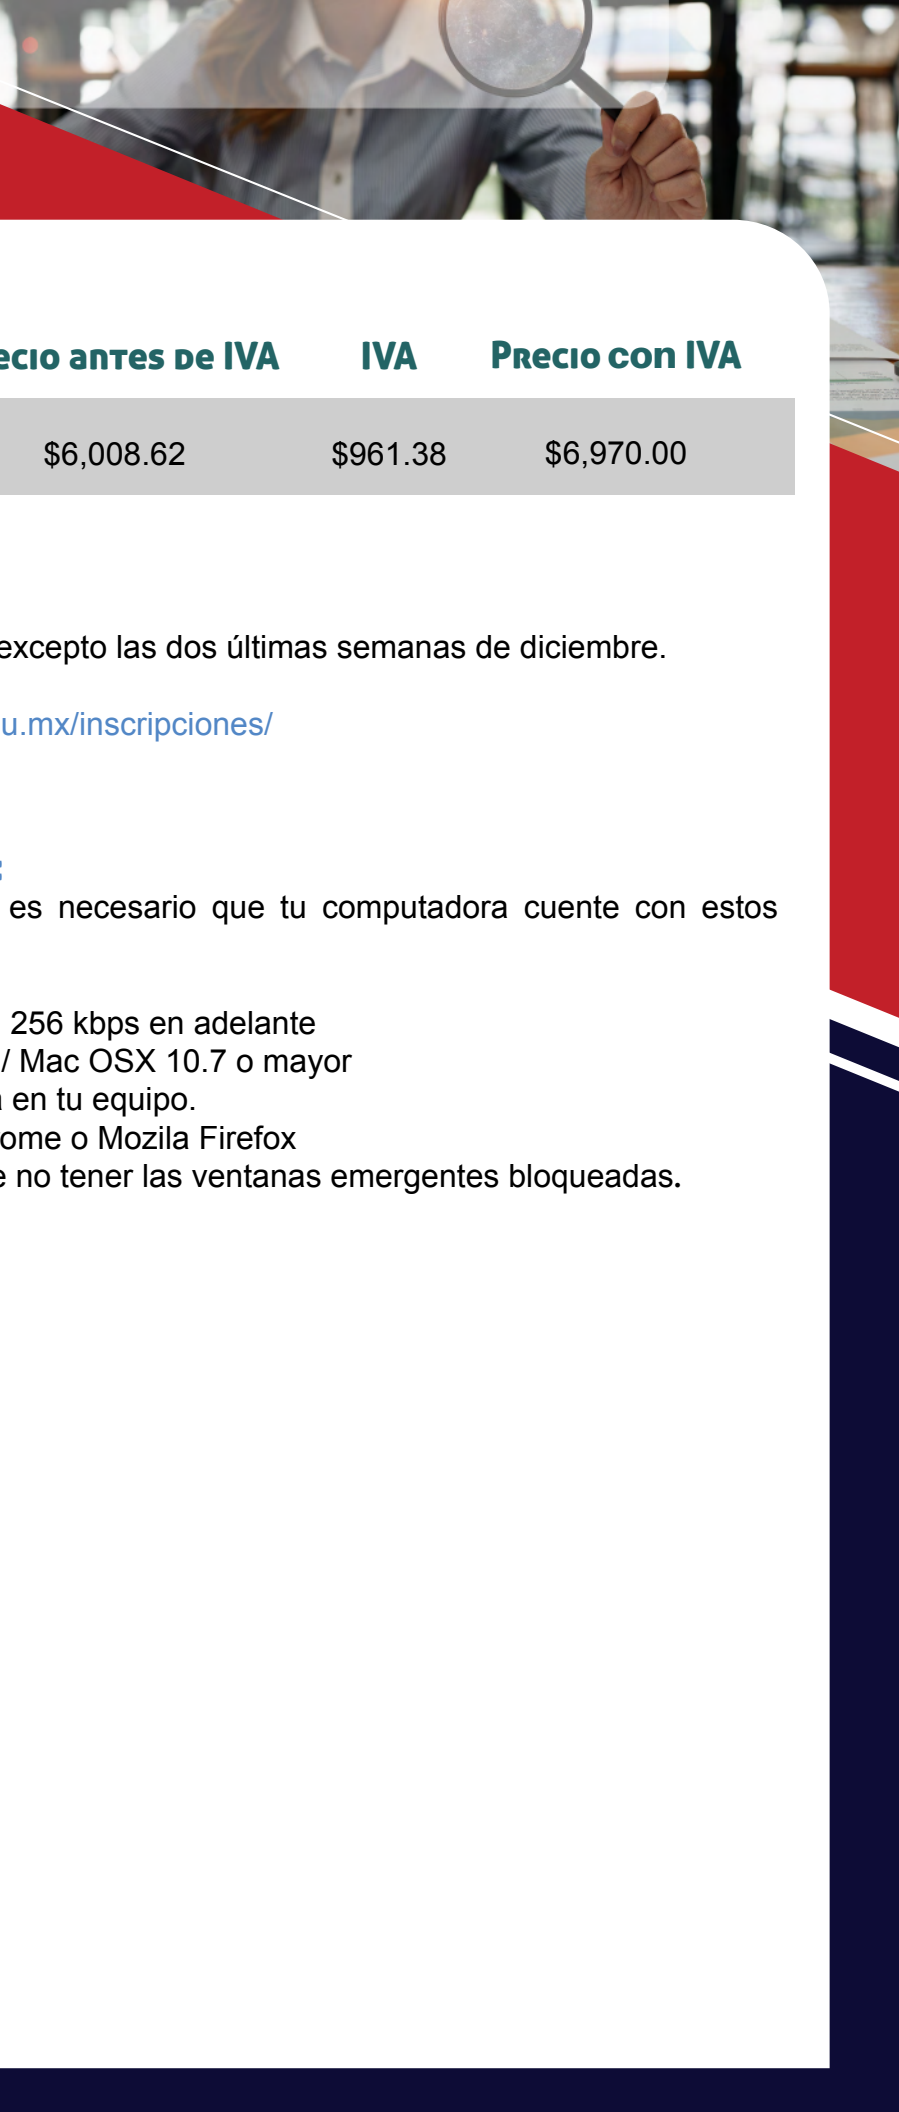 ecio antes de IVA IVA Precio con IVA
$6,008.62 $961.38 $6,970.00
excepto las dos últimas semanas de diciembre.
u.mx/inscripciones/
:
es necesario que tu computadora cuente con estos
256 kbps en adelante
/ Mac OSX 10.7 o mayor
a en tu equipo.
ome o Mozila Firefox
e no tener las ventanas emergentes bloqueadas.